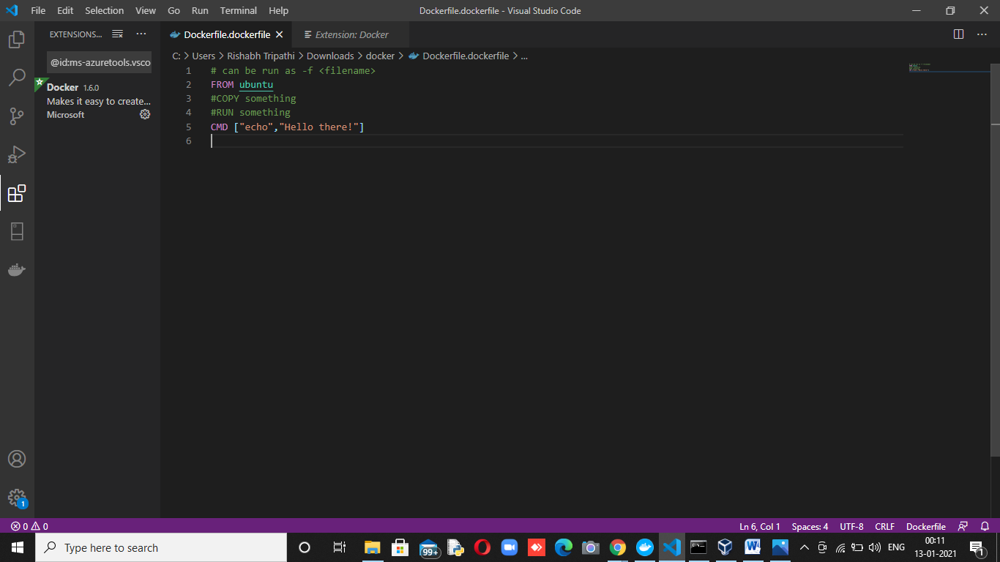 File Edit Selection View Go Run Terminal Help
Dockerfile.dockerfile - Visual Studio Code
EXTENSIONS...
@id:ms-azuretools.vsco
Docker 1.6.0
Makes it easy to create...
Microsoft
Dockerfile.dockerfile
Extension: Docker
C: > Users > Rishabh Tripathi > Downloads > docker > Dockerfile.dockerfile > ...
1 # can be run as -f <filename>
2 FROM ubuntu
3 #COPY something
4 #RUN something
5 CMD ["echo","Hello there!"]
6
1
0 0
Ln 6, Col 1 Spaces: 4 UTF-8 CRLF Dockerfile
Type here to search
99+
ENG
00:11
13-01-2021
1